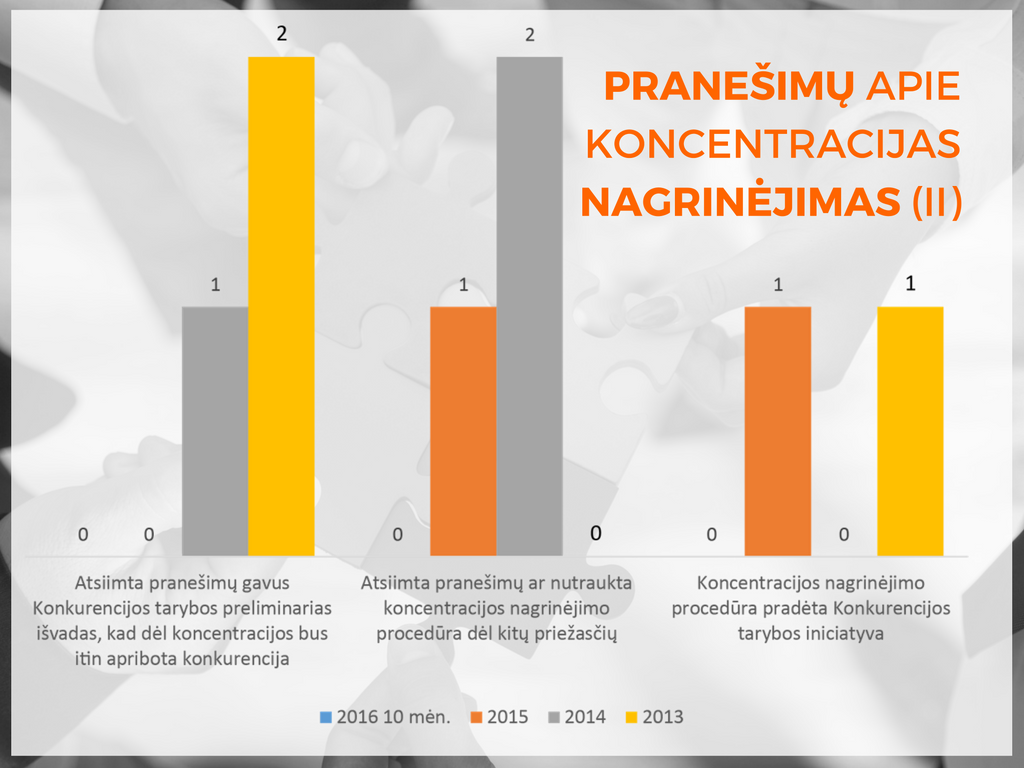 PRANEŠIMŲ APIE
KONCENTRACIJAS
NAGRINĖJIMAS (II)
2
2
1
1
1
1
0
0
0
0
0
0
Atsiimta pranešimų gavus
Konkurencijos tarybos preliminarias
išvadas, kad dėl koncentracijos bus
itin apribota konkurencija
Atsiimta pranešimų ar nutraukta
koncentracijos nagrinėjimo
procedūra dėl kitų priežasčių
Koncentracijos nagrinėjimo
procedūra pradėta Konkurencijos
tarybos iniciatyva
2016 10 mėn. 2015 2014 2013